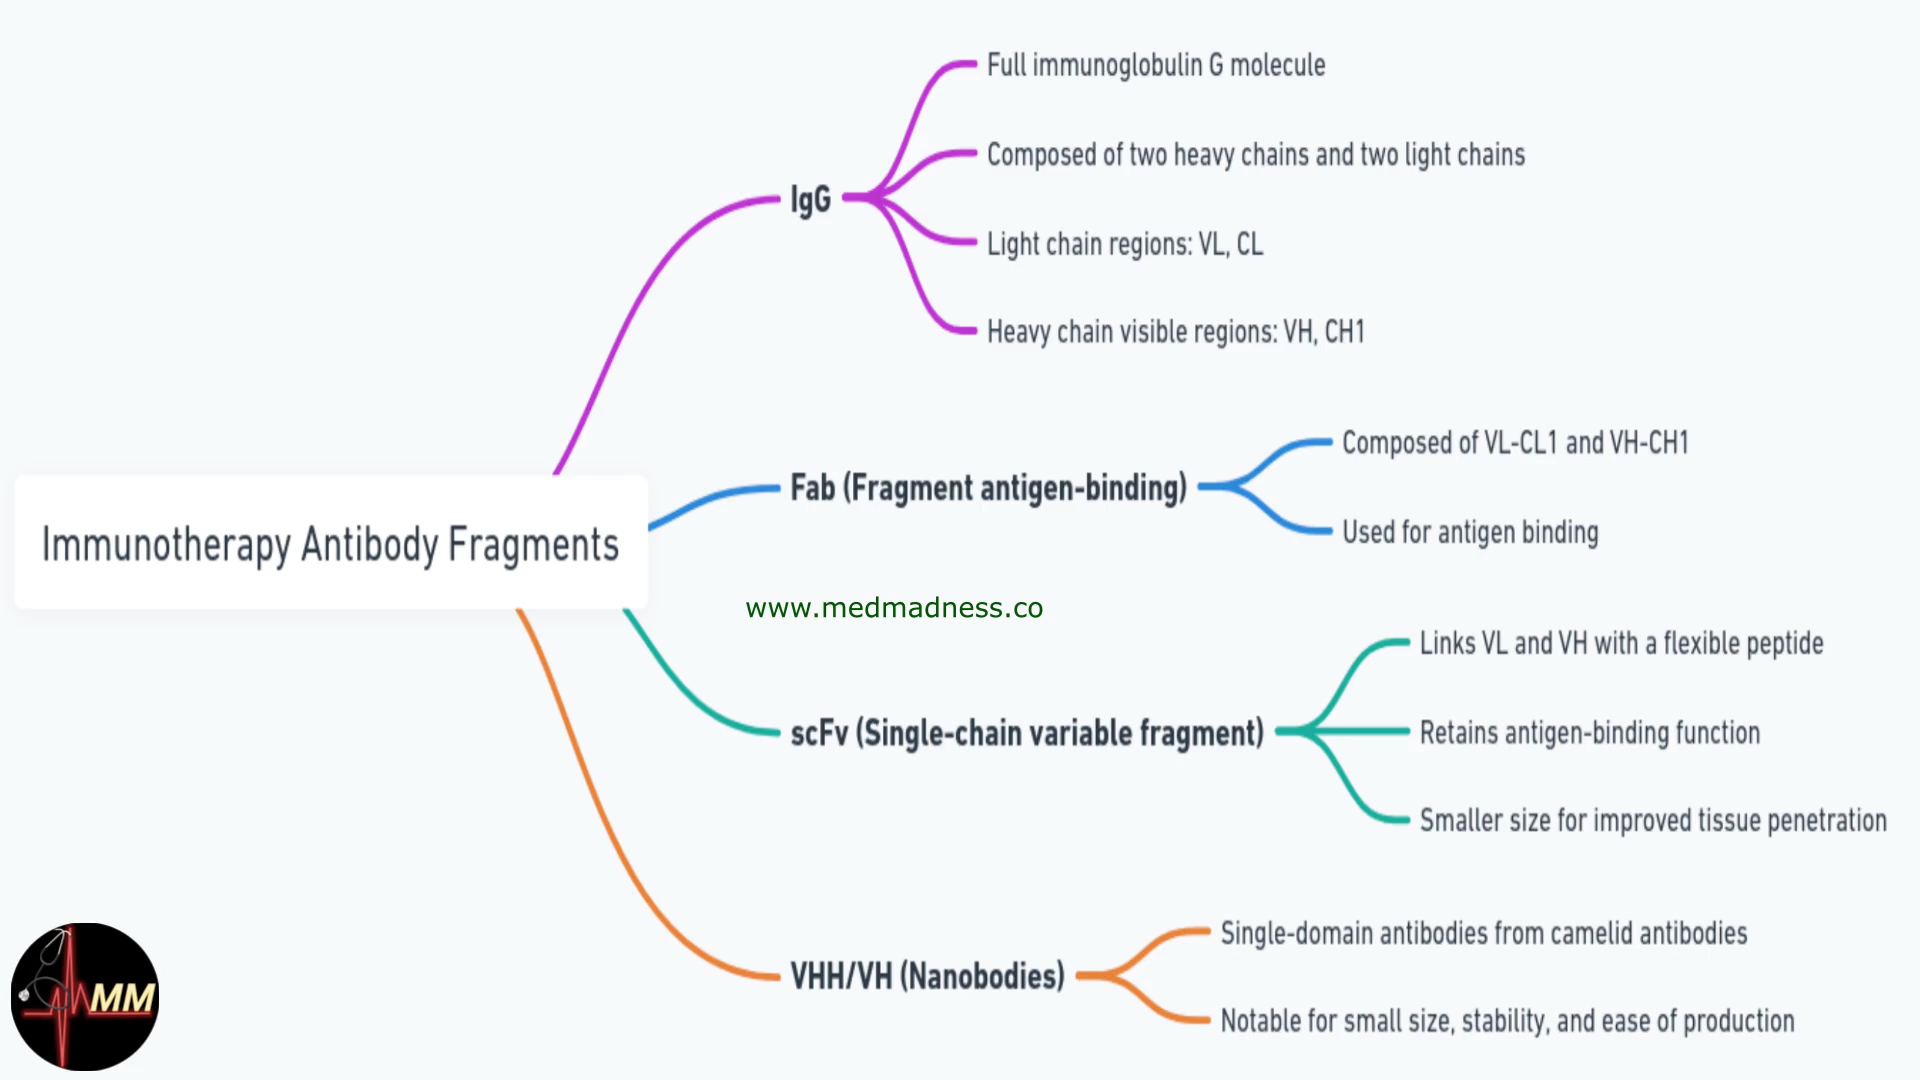 Immunotherapy Antibody Fragments
IgG
Full immunoglobulin G molecule
Composed of two heavy chains and two light chains
Light chain regions: VL, CL
Heavy chain visible regions: VH, CH1
Fab (Fragment antigen-binding)
Composed of VL-CL1 and VH-CH1
Used for antigen binding
www.medmadness.co
scFv (Single-chain variable fragment)
Links VL and VH with a flexible peptide
Retains antigen-binding function
Smaller size for improved tissue penetration
VHH/VH (Nanobodies)
Single-domain antibodies from camelid antibodies
Notable for small size, stability, and ease of production
MM